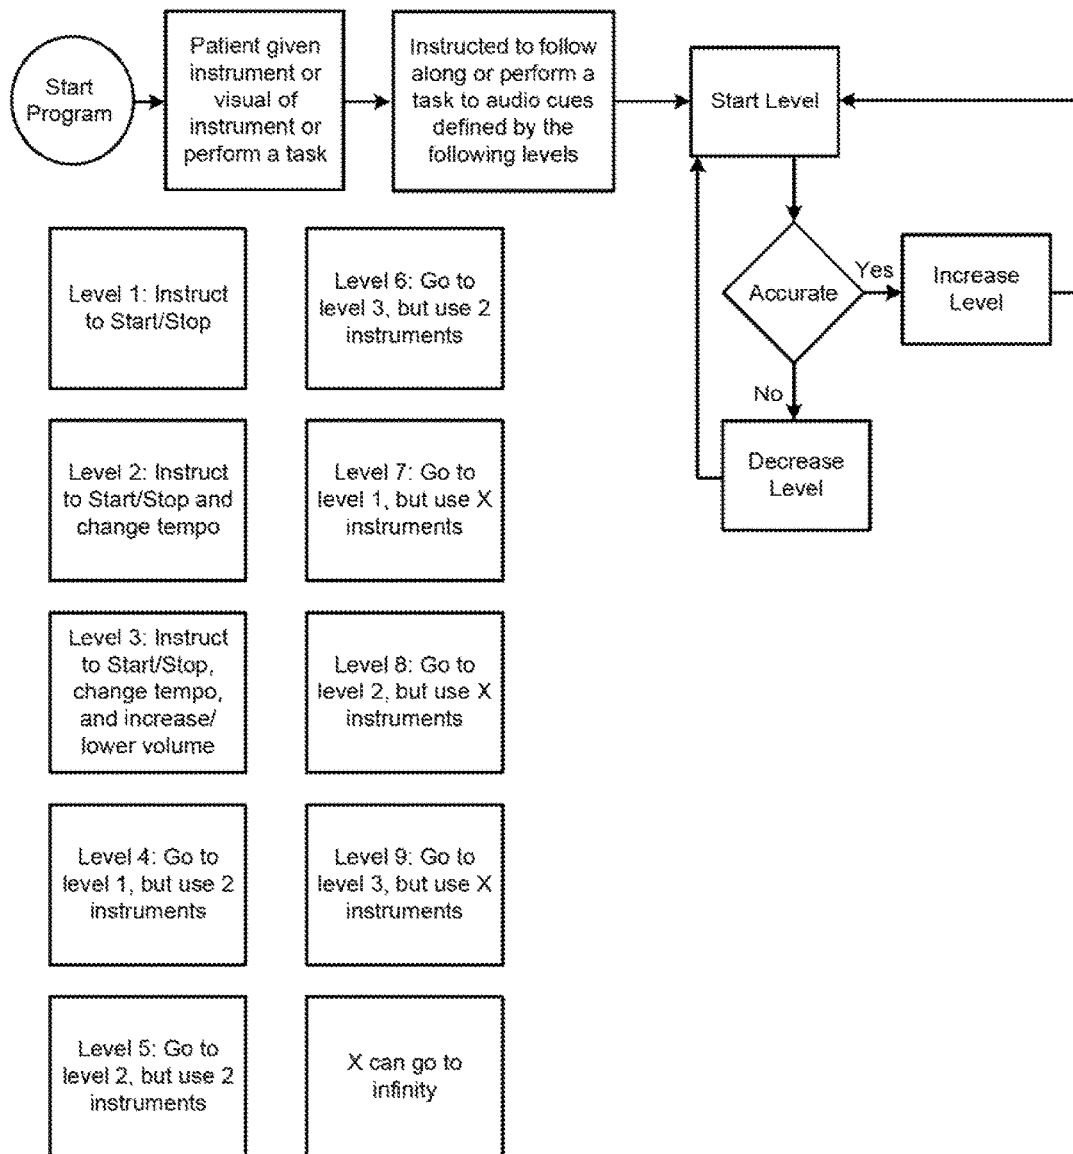 Start
Program
Patient given
instrument or
visual of
instrument or
perform a task
Instructed to follow
along or perform a
task to audio cues
defined by the
following levels
Start Level
Accurate
Yes
Increase
Level
No
Decrease
Level
Level 1: Instruct
to Start/Stop
Level 2: Instruct
to Start/Stop and
change tempo
Level 3: Instruct
to Start/Stop,
change tempo,
and increase/
lower volume
Level 4: Go to
level 1, but use 2
instruments
Level 5: Go to
level 2, but use 2
instruments
Level 6: Go to
level 3, but use 2
instruments
Level 7: Go to
level 1, but use X
instruments
Level 8: Go to
level 2, but use X
instruments
Level 9: Go to
level 3, but use X
instruments
X can go to
infinity